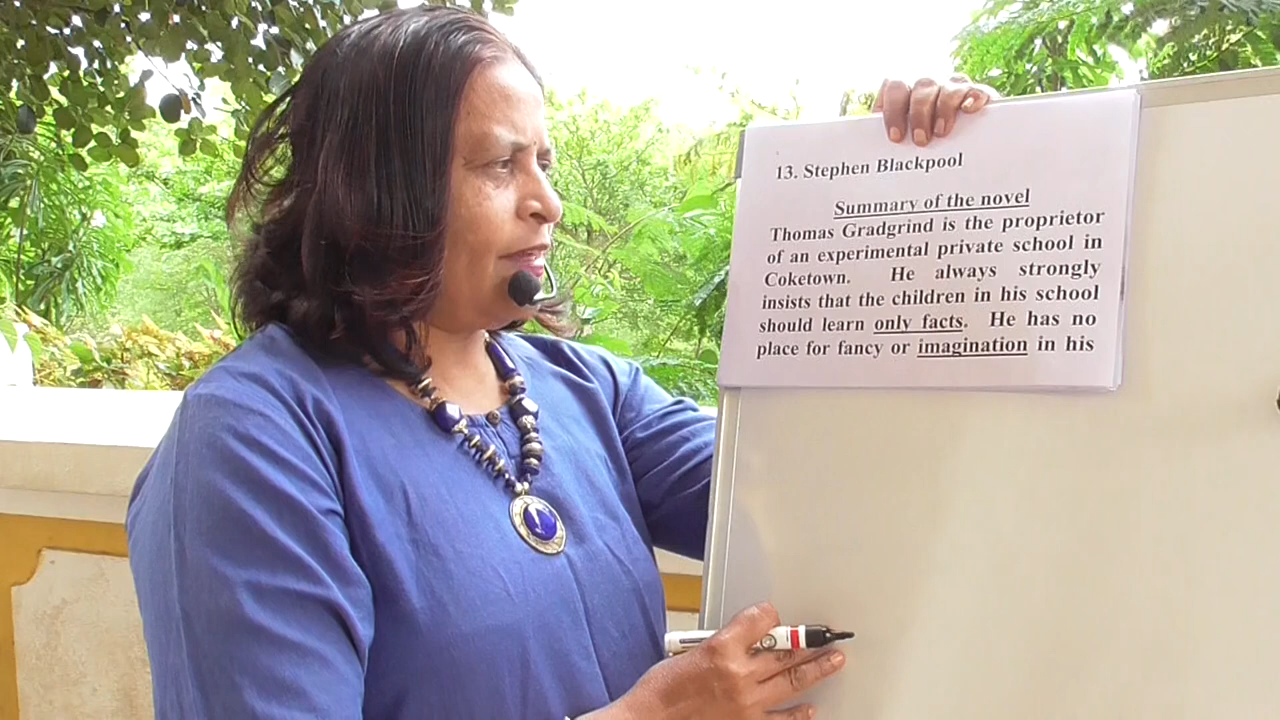 13. Stephen Blackpool
Summary of the novel
Thomas Gradgrind is the proprietor
of an experimental private school in
Coketown. He always strongly
insists that the children in his school
should learn only facts. He has no
place for fancy or imagination in his